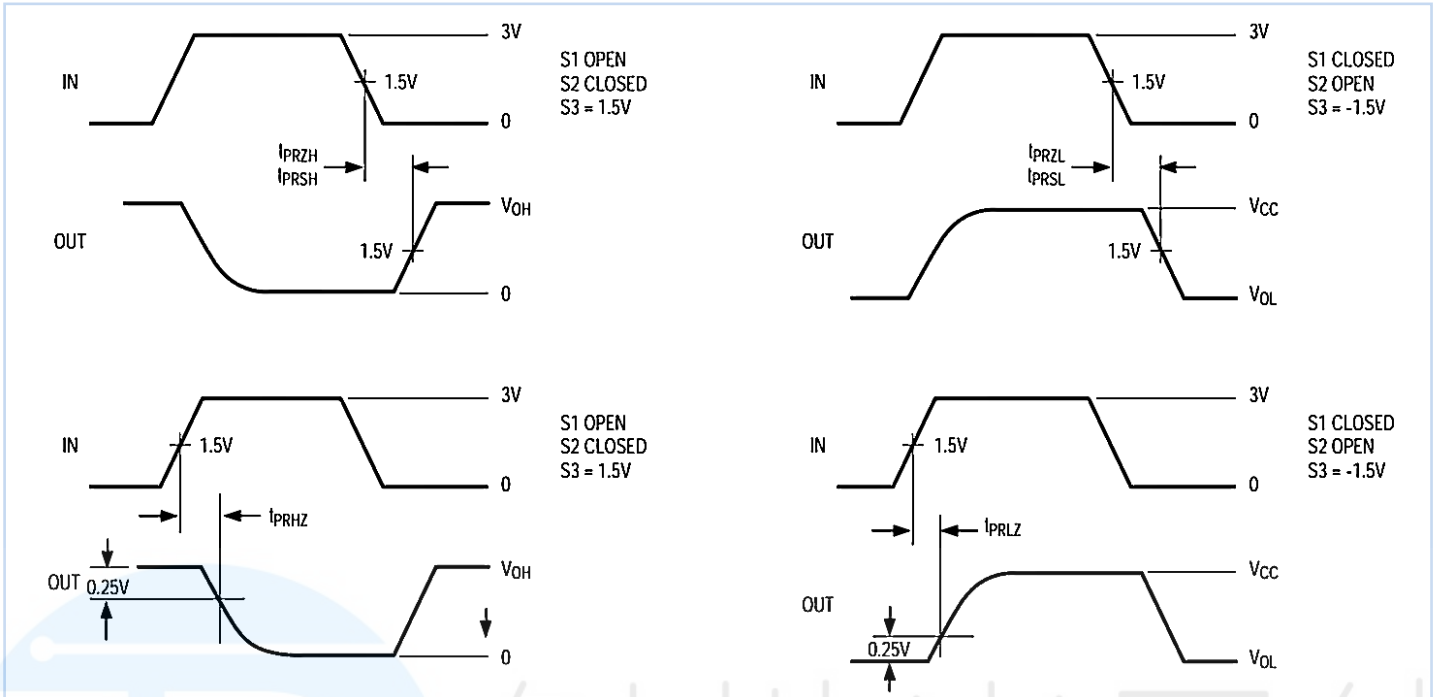 3V
IN
1.5V
0
S1 OPEN
S2 CLOSED
S3 = 1.5V
tPRZH
tPRSH
OUT
VOH
1.5V
0
3V
IN
1.5V
0
S1 CLOSED
S2 OPEN
S3 = -1.5V
tPRZL
tPRSL
OUT
VCC
1.5V
VOL
3V
IN
1.5V
0
S1 OPEN
S2 CLOSED
S3 = 1.5V
tPRHZ
OUT
0.25V
VOH
0
3V
IN
1.5V
0
S1 CLOSED
S2 OPEN
S3 = -1.5V
tPRLZ
OUT
0.25V
VCC
VOL